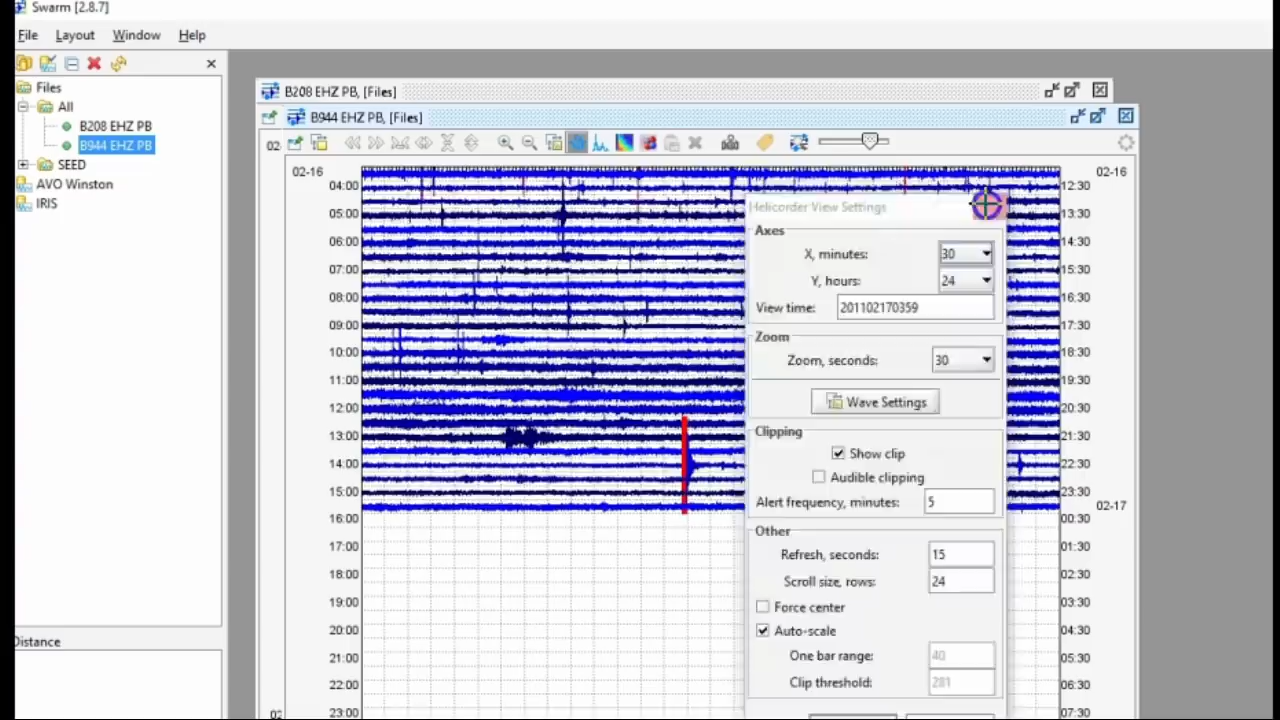 Swarm [2.8.7]
File Layout Window Help
Files
All
B208 EHZ PB
B944 EHZ PB
SEED
AVO Winston
IRIS
Distance
B208 EHZ PB, [Files]
B944 EHZ PB, [Files]
02
02-16 02-16
04:00 12:30
05:00 13:30
06:00 14:30
07:00 15:30
08:00 16:30
09:00 17:30
10:00 18:30
11:00 19:30
12:00 20:30
13:00 21:30
14:00 22:30
15:00 23:30
02-17
16:00 00:30
17:00 01:30
18:00 02:30
19:00 03:30
20:00 04:30
21:00 05:30
22:00 06:30
23:00 07:30
02
Helicorder View Settings
Axes
X, minutes: 30
Y, hours: 24
View time: 201102170359
Zoom
Zoom, seconds: 30
Wave Settings
Clipping
Show clip
Audible clipping
Alert frequency, minutes: 5
Other
Refresh, seconds: 15
Scroll size, rows: 24
Force center
Auto-scale
One bar range: 40
Clip threshold: 281